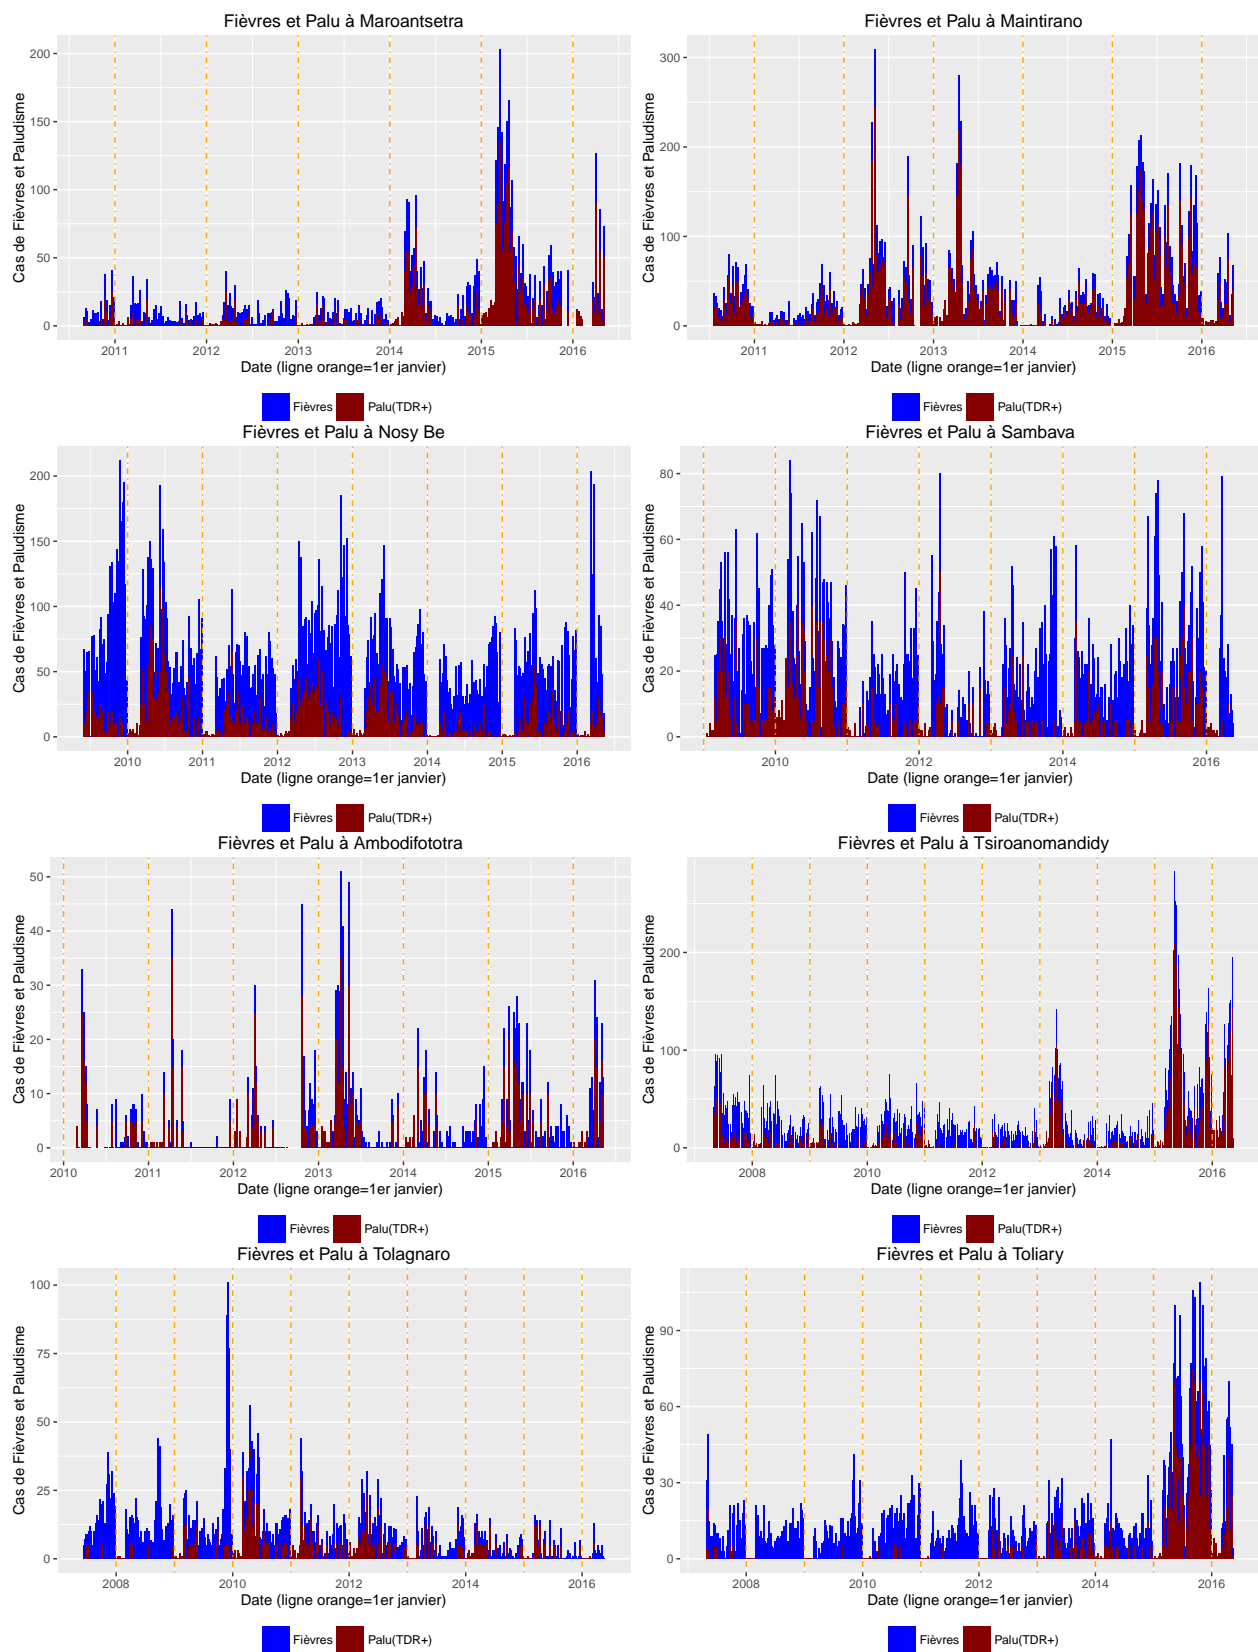 Fièvres et Palu à Maroantsetra
Cas de Fièvres et Paludisme
200
150
100
50
0
2011 2012 2013 2014 2015 2016
Date (ligne orange=1er janvier)
Fièvres Palu(TDR+)
Fièvres et Palu à Maintirano
Cas de Fièvres et Paludisme
300
200
100
0
2011 2012 2013 2014 2015 2016
Date (ligne orange=1er janvier)
Fièvres Palu(TDR+)
Fièvres et Palu à Nosy Be
Cas de Fièvres et Paludisme
200
150
100
50
0
2010 2011 2012 2013 2014 2015 2016
Date (ligne orange=1er janvier)
Fièvres Palu(TDR+)
Fièvres et Palu à Sambava
Cas de Fièvres et Paludisme
80
60
40
20
0
2010 2011 2012 2013 2014 2015 2016
Date (ligne orange=1er janvier)
Fièvres Palu(TDR+)
Fièvres et Palu à Ambodifototra
Cas de Fièvres et Paludisme
50
40
30
20
10
0
2010 2011 2012 2013 2014 2015 2016
Date (ligne orange=1er janvier)
Fièvres Palu(TDR+)
Fièvres et Palu à Tsiroanomandidy
Cas de Fièvres et Paludisme
200
100
0
2008 2010 2012 2014 2016
Date (ligne orange=1er janvier)
Fièvres Palu(TDR+)
Fièvres et Palu à Tolagnaro
Cas de Fièvres et Paludisme
100
75
50
25
0
2008 2010 2012 2014 2016
Date (ligne orange=1er janvier)
Fièvres Palu(TDR+)
Fièvres et Palu à Toliary
Cas de Fièvres et Paludisme
90
60
30
0
2008 2010 2012 2014 2016
Date (ligne orange=1er janvier)
Fièvres Palu(TDR+)